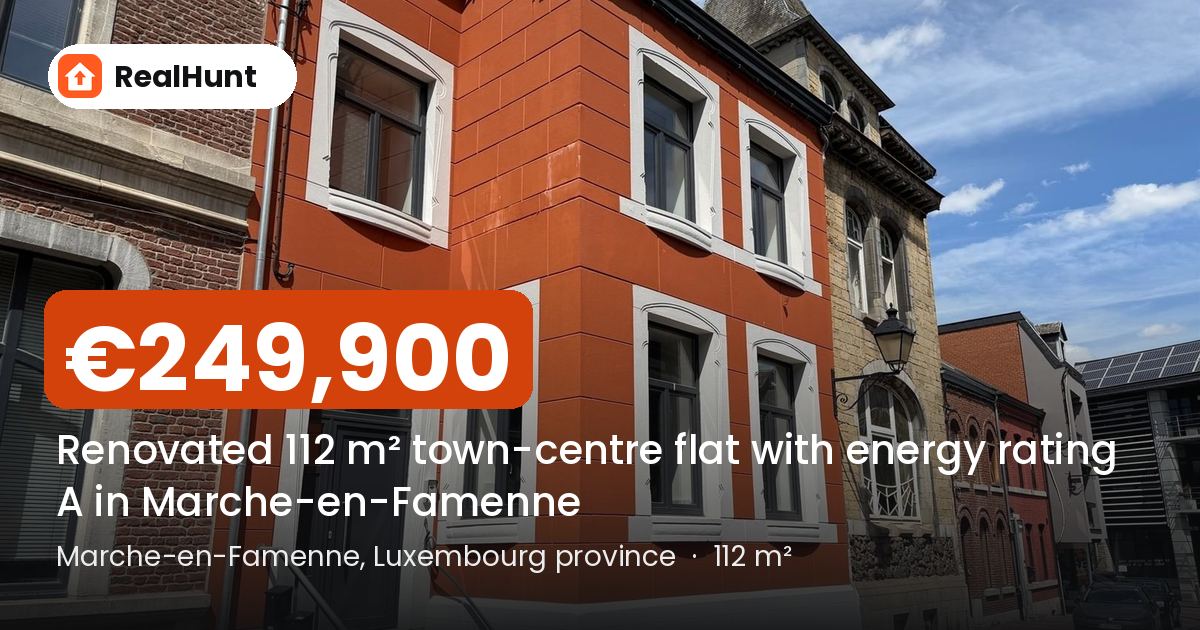 RealHunt
€249,900
Renovated 112 m² town-centre flat with energy rating
A in Marche-en-Famenne
Marche-en-Famenne, Luxembourg province · 112 m²